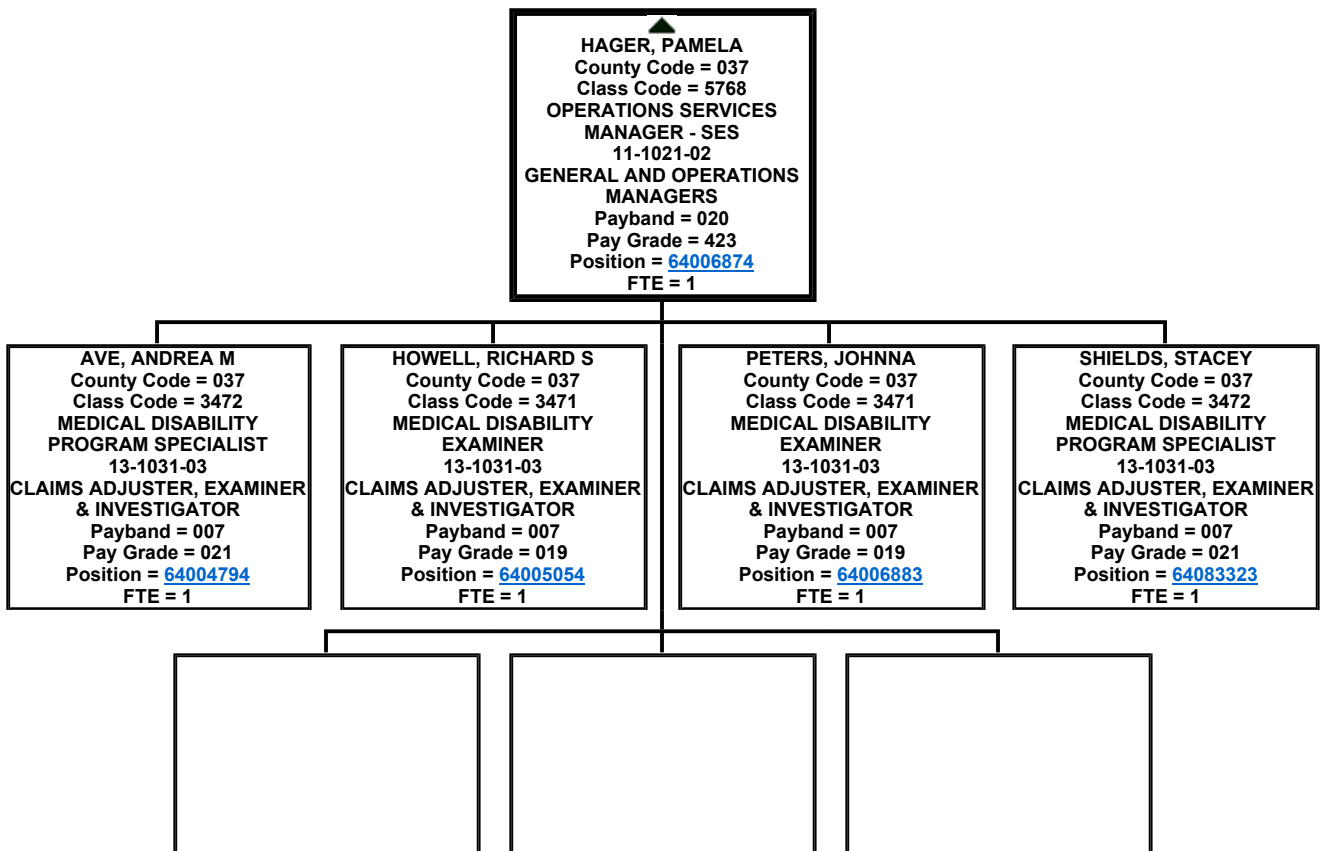 HAGER, PAMELA
County Code = 037
Class Code = 5768
OPERATIONS SERVICES
MANAGER - SES
11-1021-02
GENERAL AND OPERATIONS
MANAGERS
Payband = 020
Pay Grade = 423
Position = 64006874
FTE = 1
AVE, ANDREA M
County Code = 037
Class Code = 3472
MEDICAL DISABILITY
PROGRAM SPECIALIST
13-1031-03
CLAIMS ADJUSTER, EXAMINER
& INVESTIGATOR
Payband = 007
Pay Grade = 021
Position = 64004794
FTE = 1
HOWELL, RICHARD S
County Code = 037
Class Code = 3471
MEDICAL DISABILITY
EXAMINER
13-1031-03
CLAIMS ADJUSTER, EXAMINER
& INVESTIGATOR
Payband = 007
Pay Grade = 019
Position = 64005054
FTE = 1
PETERS, JOHNNA
County Code = 037
Class Code = 3471
MEDICAL DISABILITY
EXAMINER
13-1031-03
CLAIMS ADJUSTER, EXAMINER
& INVESTIGATOR
Payband = 007
Pay Grade = 019
Position = 64006883
FTE = 1
SHIELDS, STACEY
County Code = 037
Class Code = 3472
MEDICAL DISABILITY
PROGRAM SPECIALIST
13-1031-03
CLAIMS ADJUSTER, EXAMINER
& INVESTIGATOR
Payband = 007
Pay Grade = 021
Position = 64083323
FTE = 1